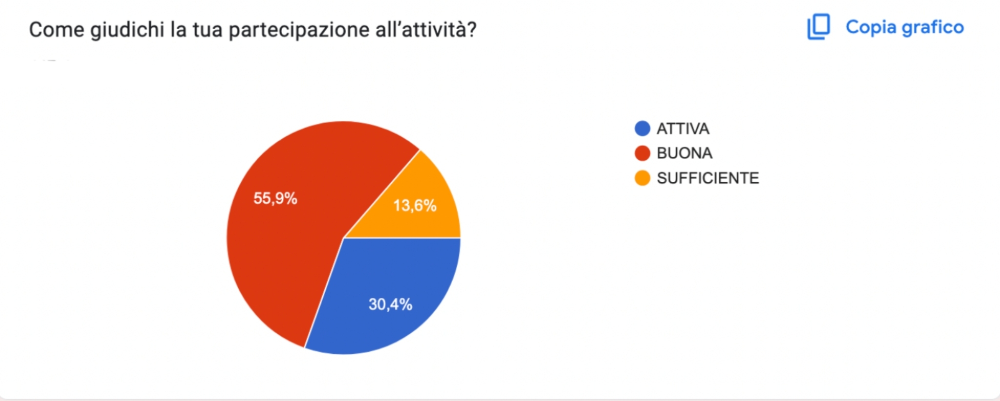 Come giudichi la tua partecipazione all’attività?
Copia grafico
ATTIVA
BUONA
SUFFICIENTE
55,9%
13,6%
30,4%